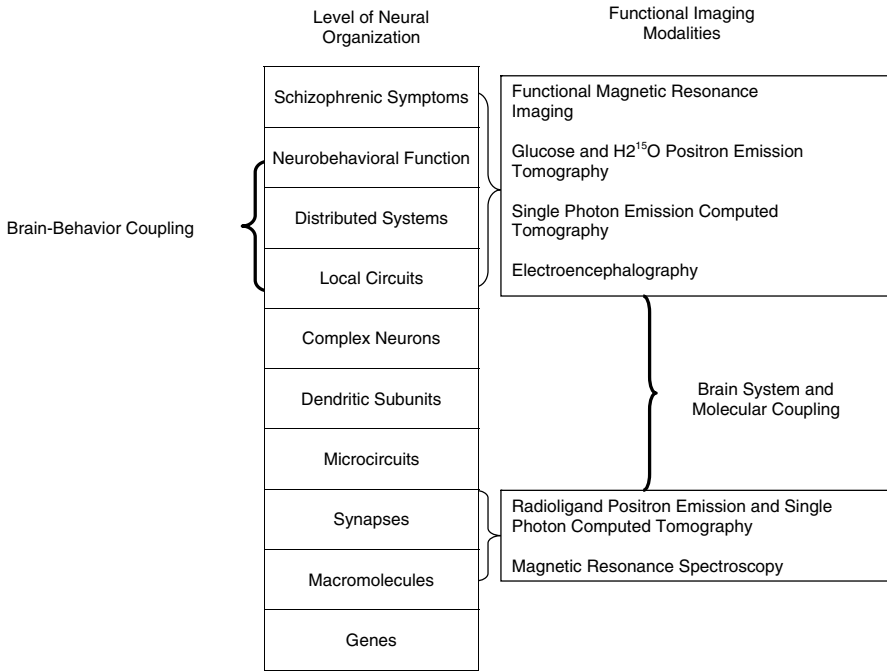 Level of Neural
Organization
Functional Imaging
Modalities
Schizophrenic Symptoms
Neurobehavioral Function
Distributed Systems
Local Circuits
Complex Neurons
Dendritic Subunits
Microcircuits
Synapses
Macromolecules
Genes
Brain-Behavior Coupling
Functional Magnetic Resonance
Imaging
Glucose and H2¹⁵O Positron Emission
Tomography
Single Photon Emission Computed
Tomography
Electroencephalography
Brain System and
Molecular Coupling
Radioligand Positron Emission and Single
Photon Computed Tomography
Magnetic Resonance Spectroscopy